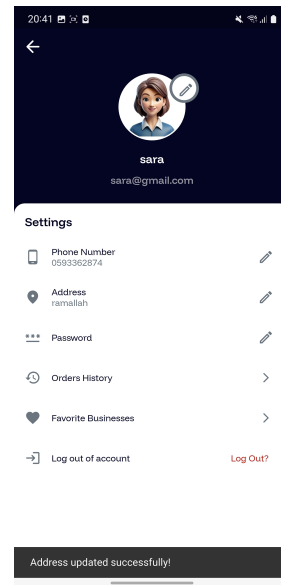 20:41
sara
sara@gmail.com
Settings
Phone Number
0593362874
Address
ramallah
Password
Orders History
Favorite Businesses
Log out of account
Log Out?
Address updated successfully!